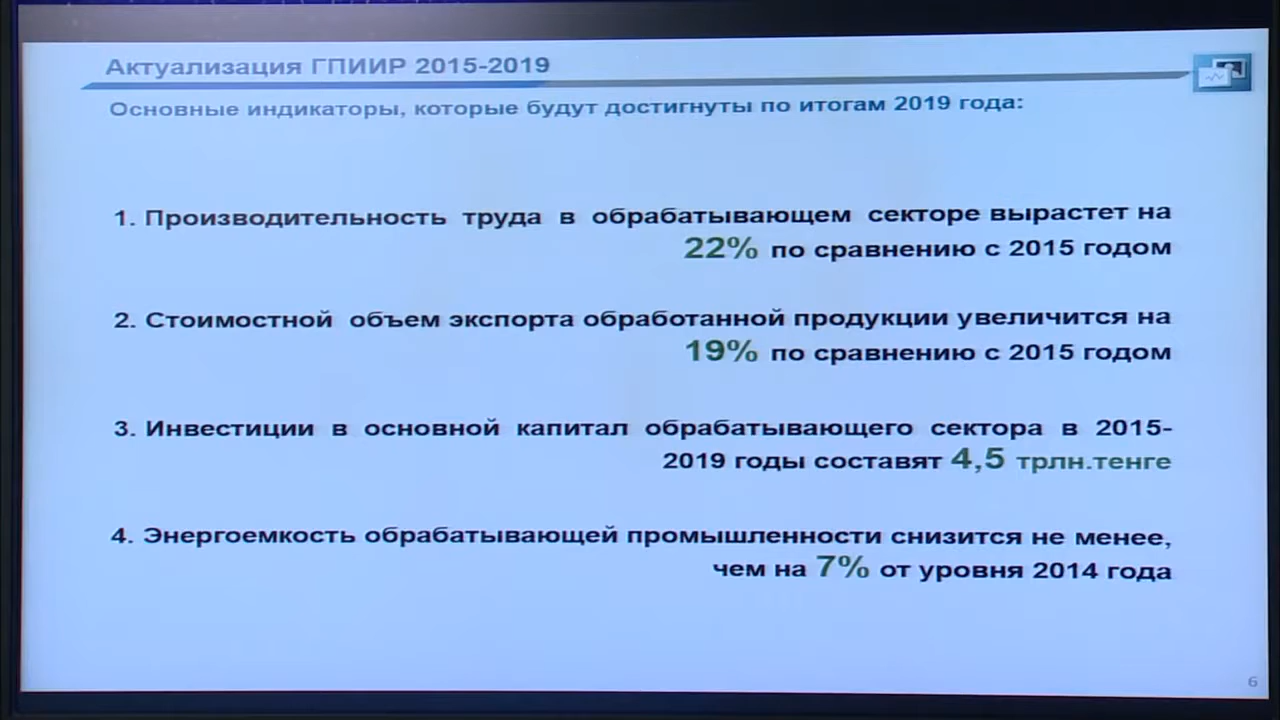 Актуализация ГПИИР 2015-2019
Основные индикаторы, которые будут достигнуты по итогам 2019 года:
1. Производительность труда в обрабатывающем секторе вырастет на
22% по сравнению с 2015 годом
2. Стоимостной объем экспорта обработанной продукции увеличится на
19% по сравнению с 2015 годом
3. Инвестиции в основной капитал обрабатывающего сектора в 2015-
2019 годы составят 4,5 трлн.тенге
4. Энергоемкость обрабатывающей промышленности снизится не менее,
чем на 7% от уровня 2014 года
6